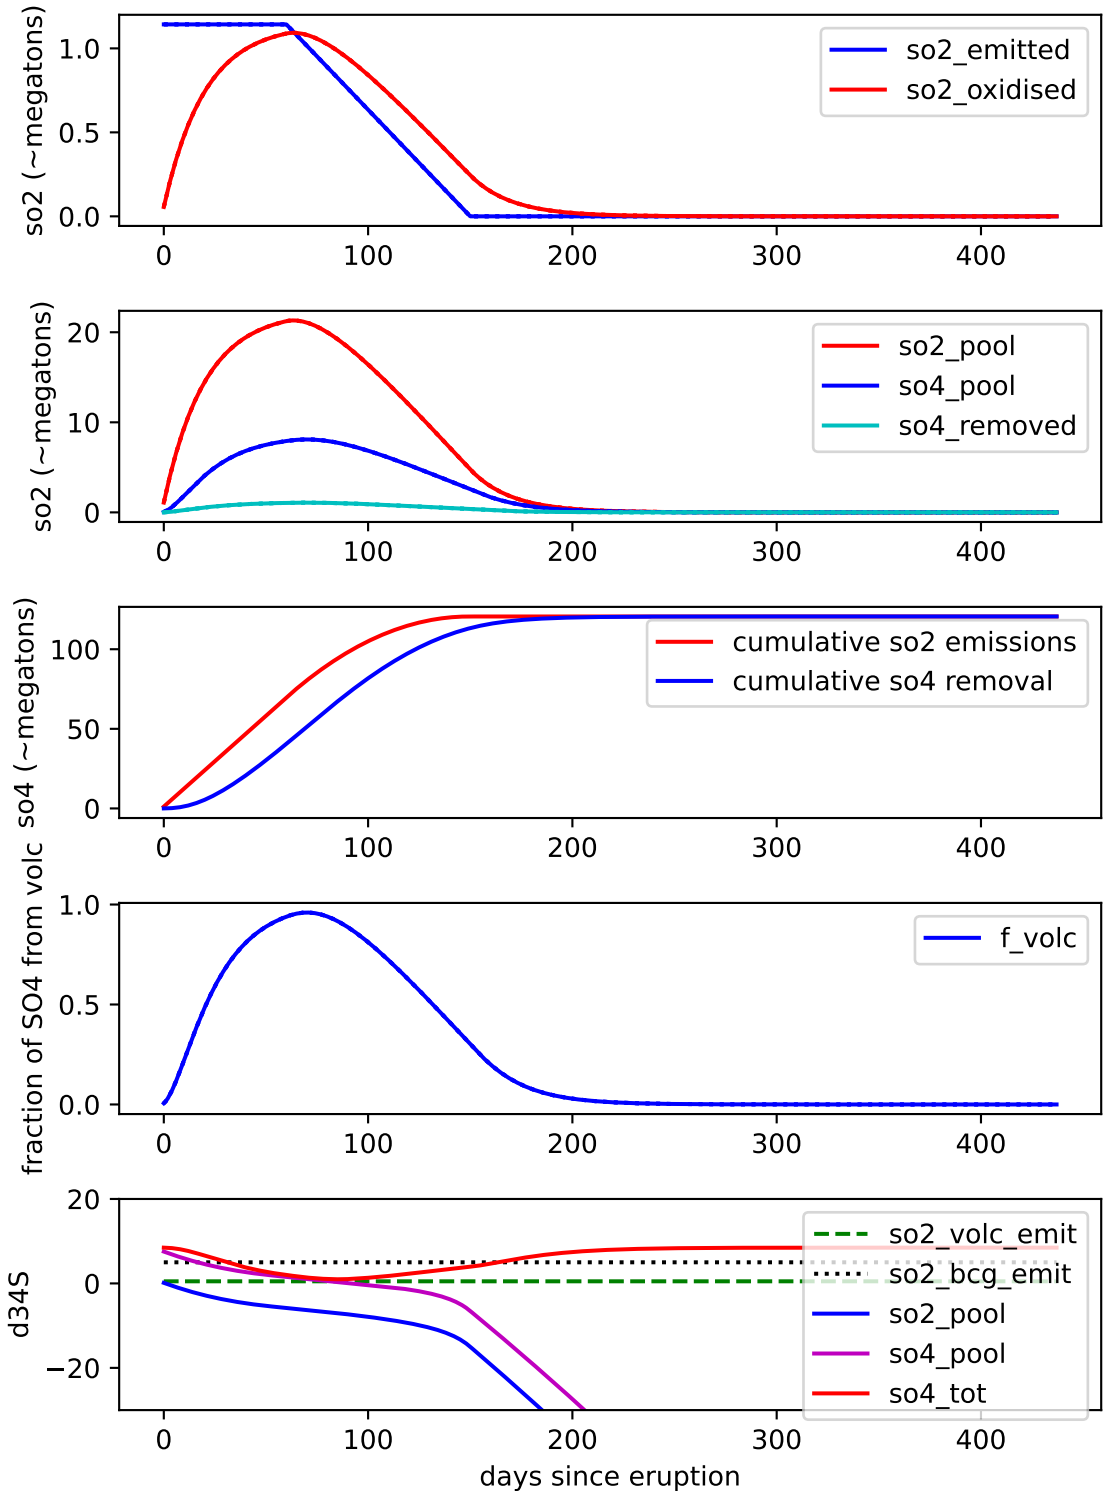 so2 (~megatons)
1.0
0.5
0.0
so2_emitted
so2_oxidised
0 100 200 300 400
so2 (~megatons)
20
10
0
so2_pool
so4_pool
so4_removed
0 100 200 300 400
so4 (~megatons)
100
50
0
cumulative so2 emissions
cumulative so4 removal
0 100 200 300 400
fraction of SO4 from volc
1.0
0.5
0.0
f_volc
0 100 200 300 400
d34S
20
0
−20
so2_volc_emit
so2_bcg_emit
so2_pool
so4_pool
so4_tot
0 100 200 300 400
days since eruption